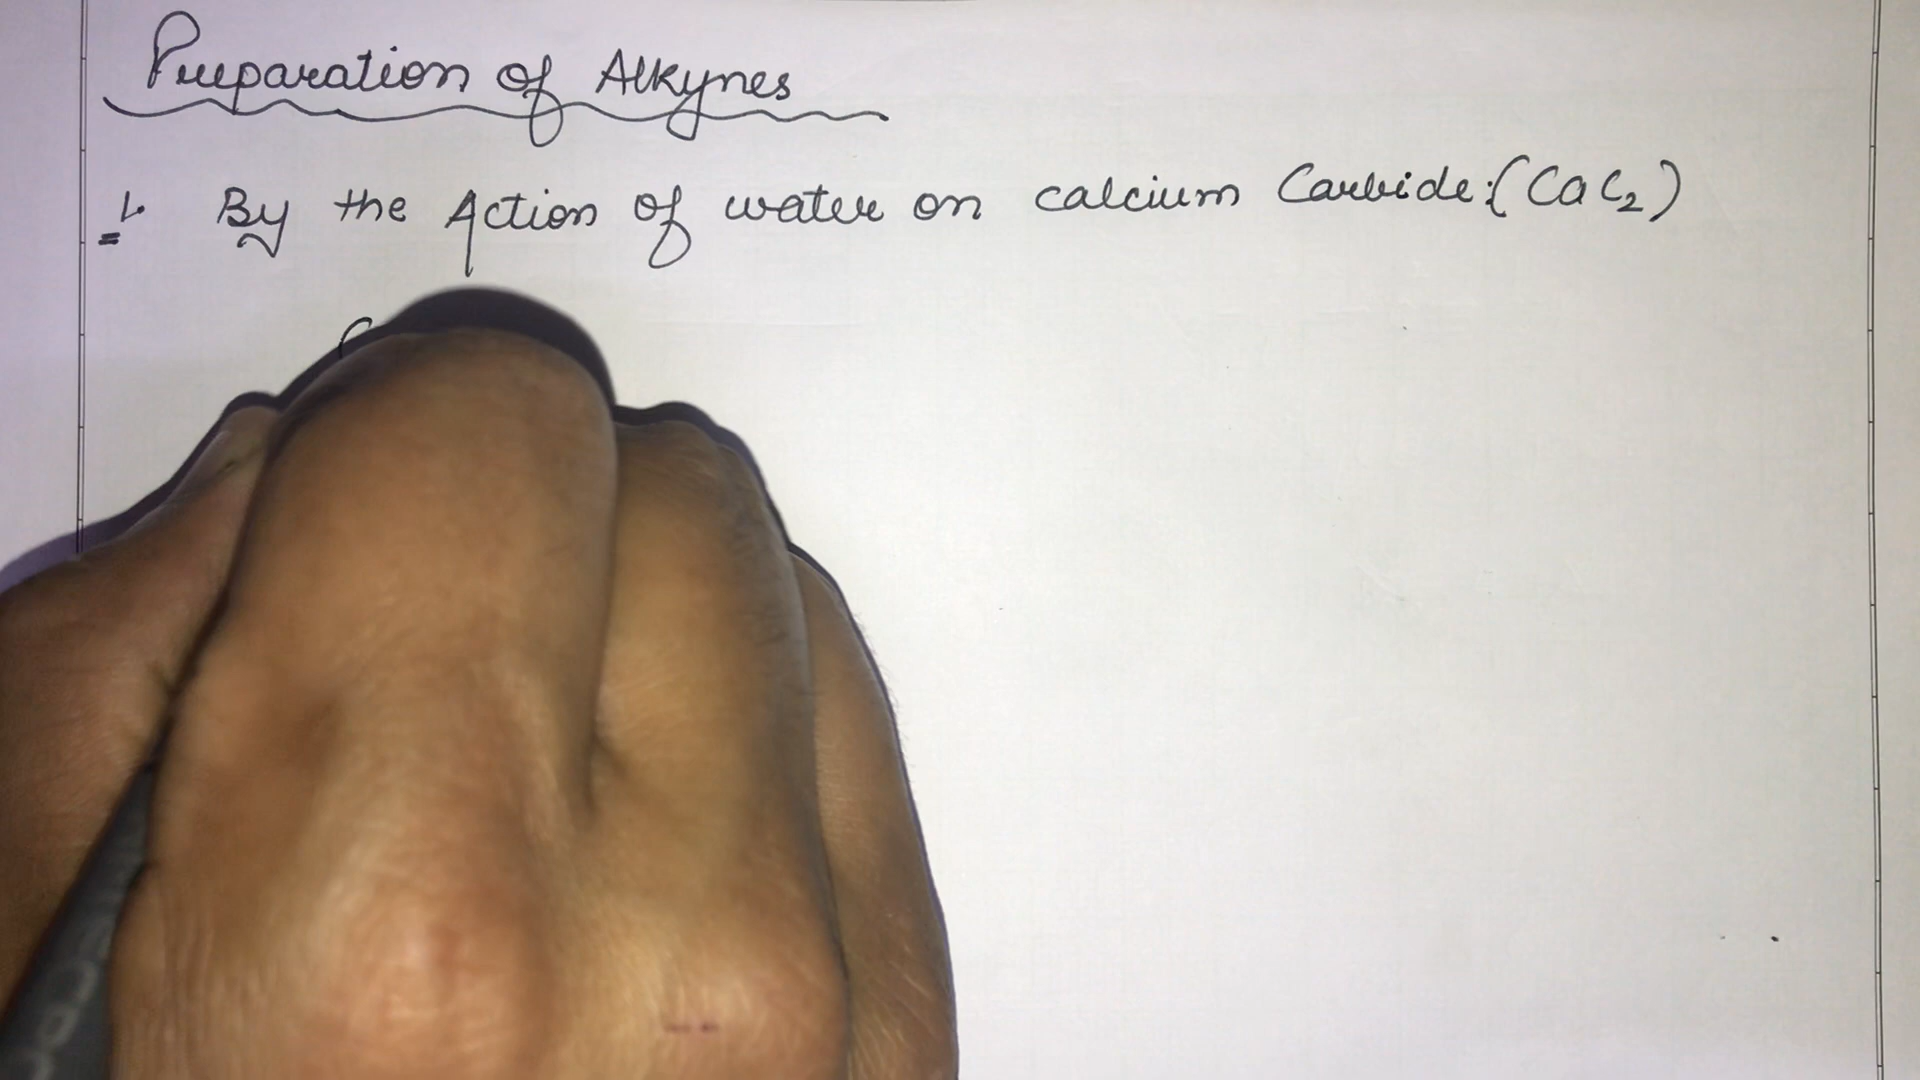 Preparation of Alkynes
1. By the Action of water on calcium Carbide:(CaC₂)
C